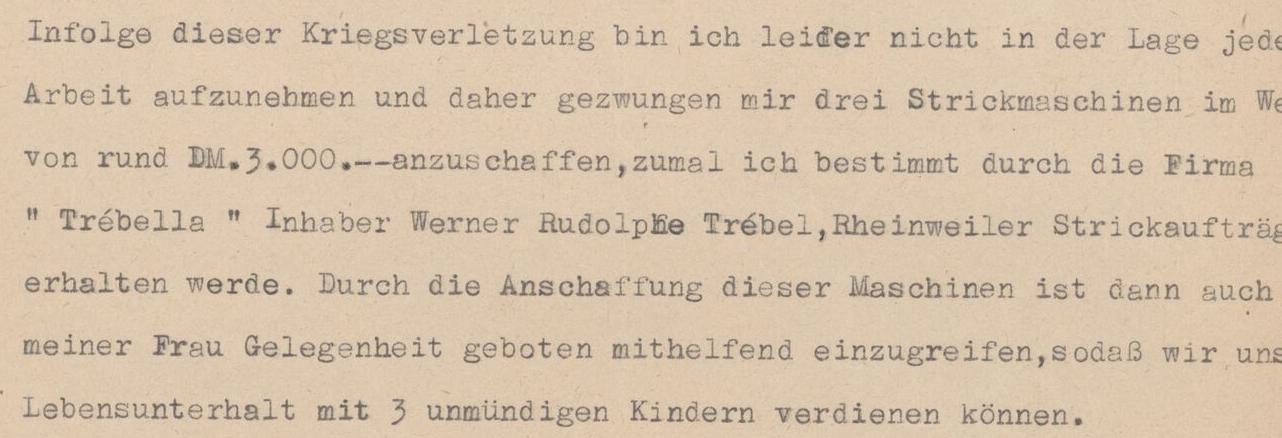 Infolge dieser Kriegsverletzung bin ich leider nicht in der Lage jede
Arbeit aufzunehmen und daher gezwungen mir drei Strickmaschinen im We
von rund DM.3.000.--anzuschaffen,zumal ich bestimmt durch die Firma
" Trébella " Inhaber Werner Rudolphe Trébel,Rheinweiler Strickaufträg
erhalten werde. Durch die Anschaffung dieser Maschinen ist dann auch
meiner Frau Gelegenheit geboten mithelfend einzugreifen,sodaß wir uns
Lebensunterhalt mit 3 unmündigen Kindern verdienen können.